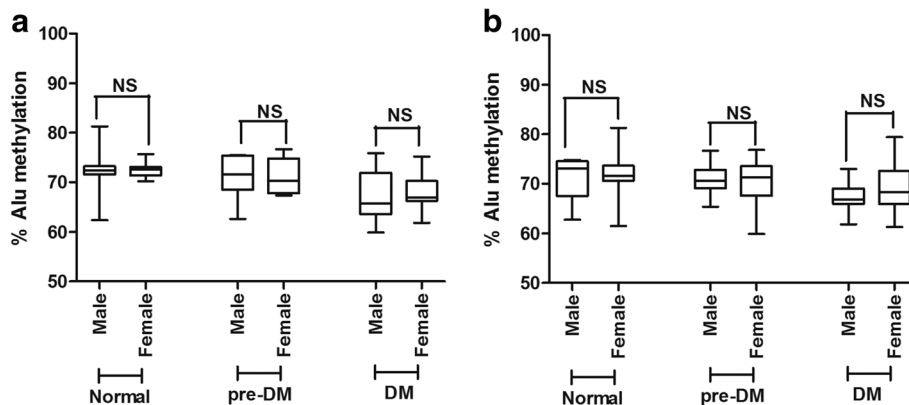 a
% Alu methylation
100
90
80
70
60
50
NS
NS
NS
Male
Female
Male
Female
Male
Female
Normal
pre-DM
DM
b
% Alu methylation
100
90
80
70
60
50
NS
NS
NS
Male
Female
Male
Female
Male
Female
Normal
pre-DM
DM